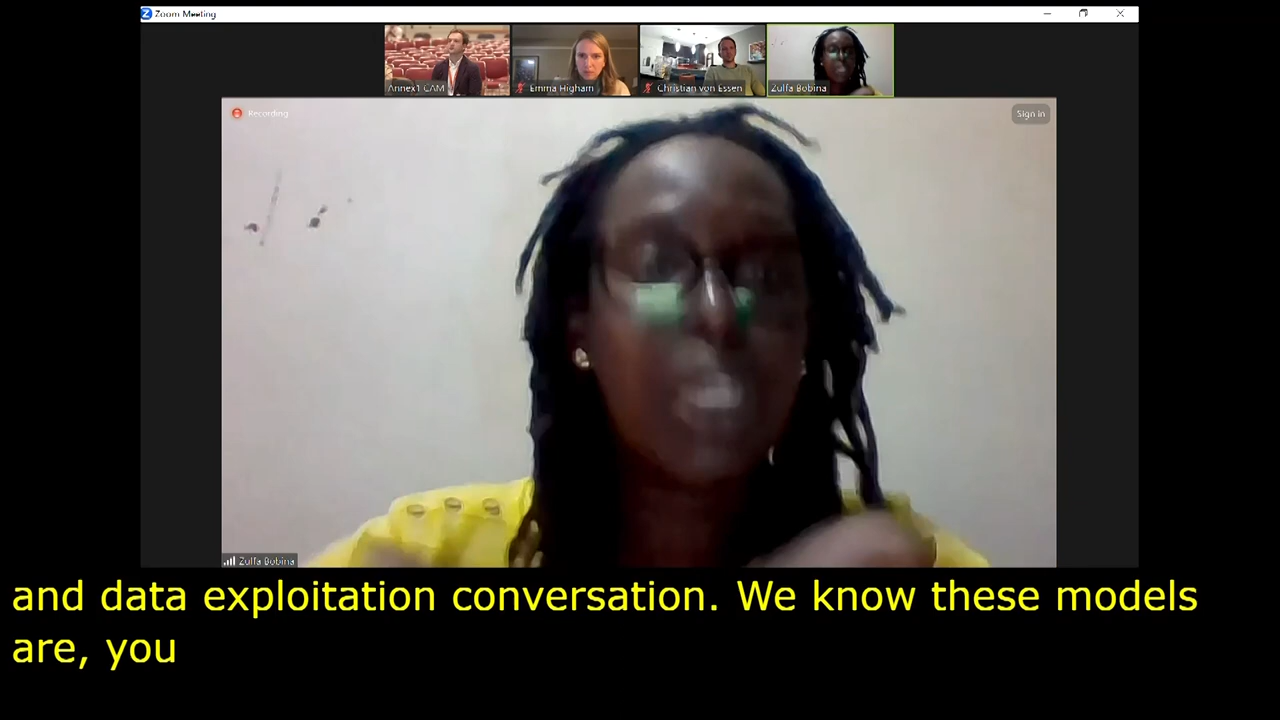 Zoom Meeting
Annex1 CAM
Emma Higham
Christian von Essen
Zulfa Bobina
Recording
Sign in
Zulfa Bobina
and data exploitation conversation. We know these models
are, you